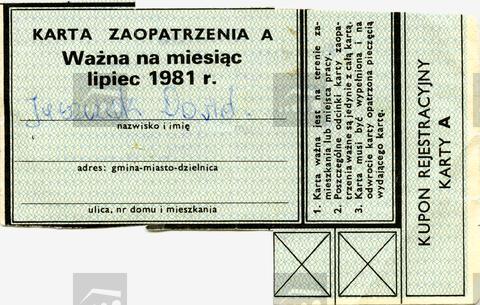 KARTA ZAOPATRZENIA A
Ważna na miesiąc
lipiec 1981 r.
Dovid.
nazwisko i imię
adres: gmina-miasto-dzielnica
ulica, nr domu i mieszkania
1. Karta ważna jest na terenie za-
mieszkania lub miejsca pracy.
2. Poszczególne odcinki karty zaopa-
trzenia ważne są jedynie z całą kartą.
3. Karta musi być wypełniona i na
odwrocie karty opatrzona pieczęcią
wydającego kartę.
KUPON REJESTRACYJNY
KARTY A